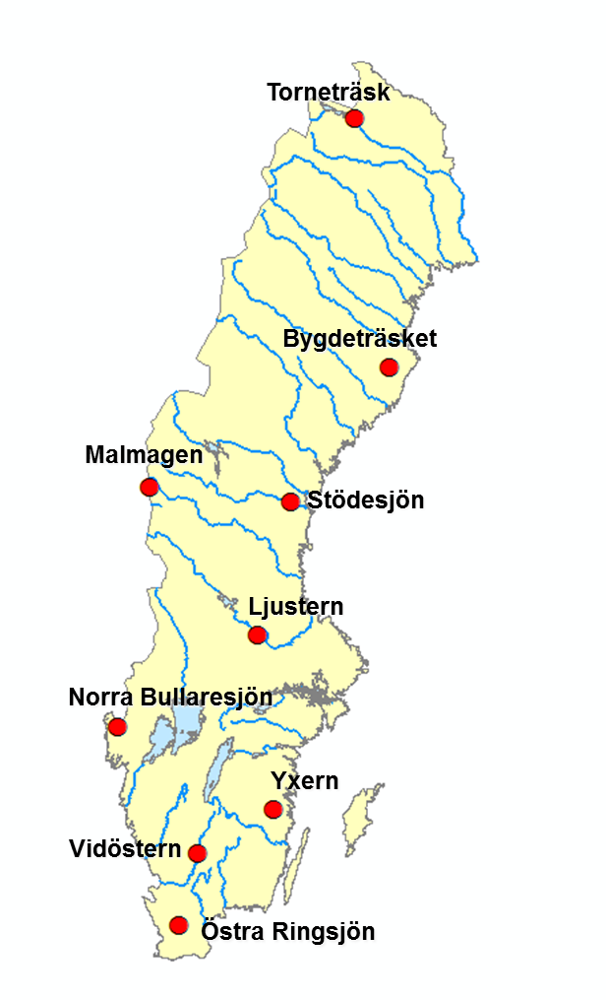 Torneträsk
Bygdeträsket
Malmagen
Stödesjön
Ljustern
Norra Bullaresjön
Yxern
Vidöstern
Östra Ringsjön